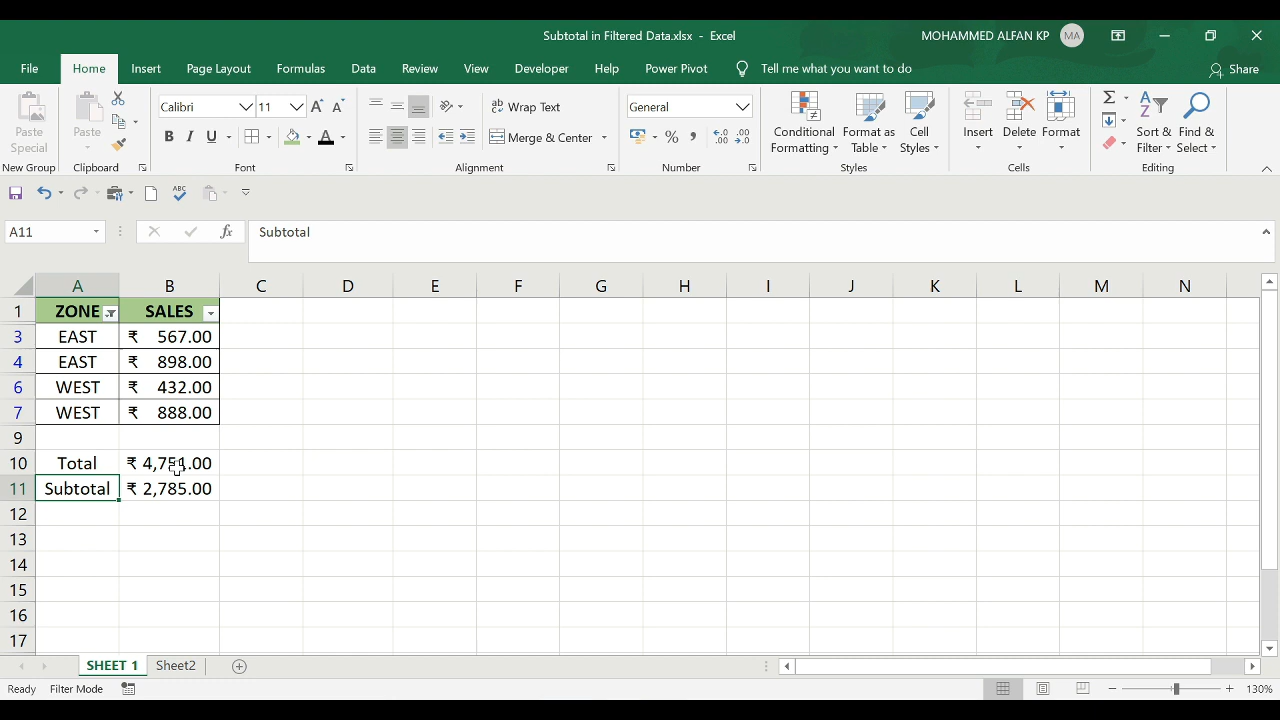 Subtotal in Filtered Data.xlsx - Excel
MOHAMMED ALFAN KP
MA
File Home Insert Page Layout Formulas Data Review View Developer Help Power Pivot Tell me what you want to do Share
Paste Special
New Group
Paste
Clipboard
Calibri 11
B I U
Font
Wrap Text
Merge & Center
Alignment
General
Number
Conditional Formatting
Format as Table
Cell Styles
Styles
Insert Delete Format
Cells
Sort & Filter
Find & Select
Editing
A11 fx Subtotal
A B C D E F G H I J K L M N
1 ZONE SALES
3 EAST ₹ 567.00
4 EAST ₹ 898.00
6 WEST ₹ 432.00
7 WEST ₹ 888.00
9
10 Total ₹ 4,751.00
11 Subtotal ₹ 2,785.00
12
13
14
15
16
17
SHEET 1 Sheet2
Ready Filter Mode 130%